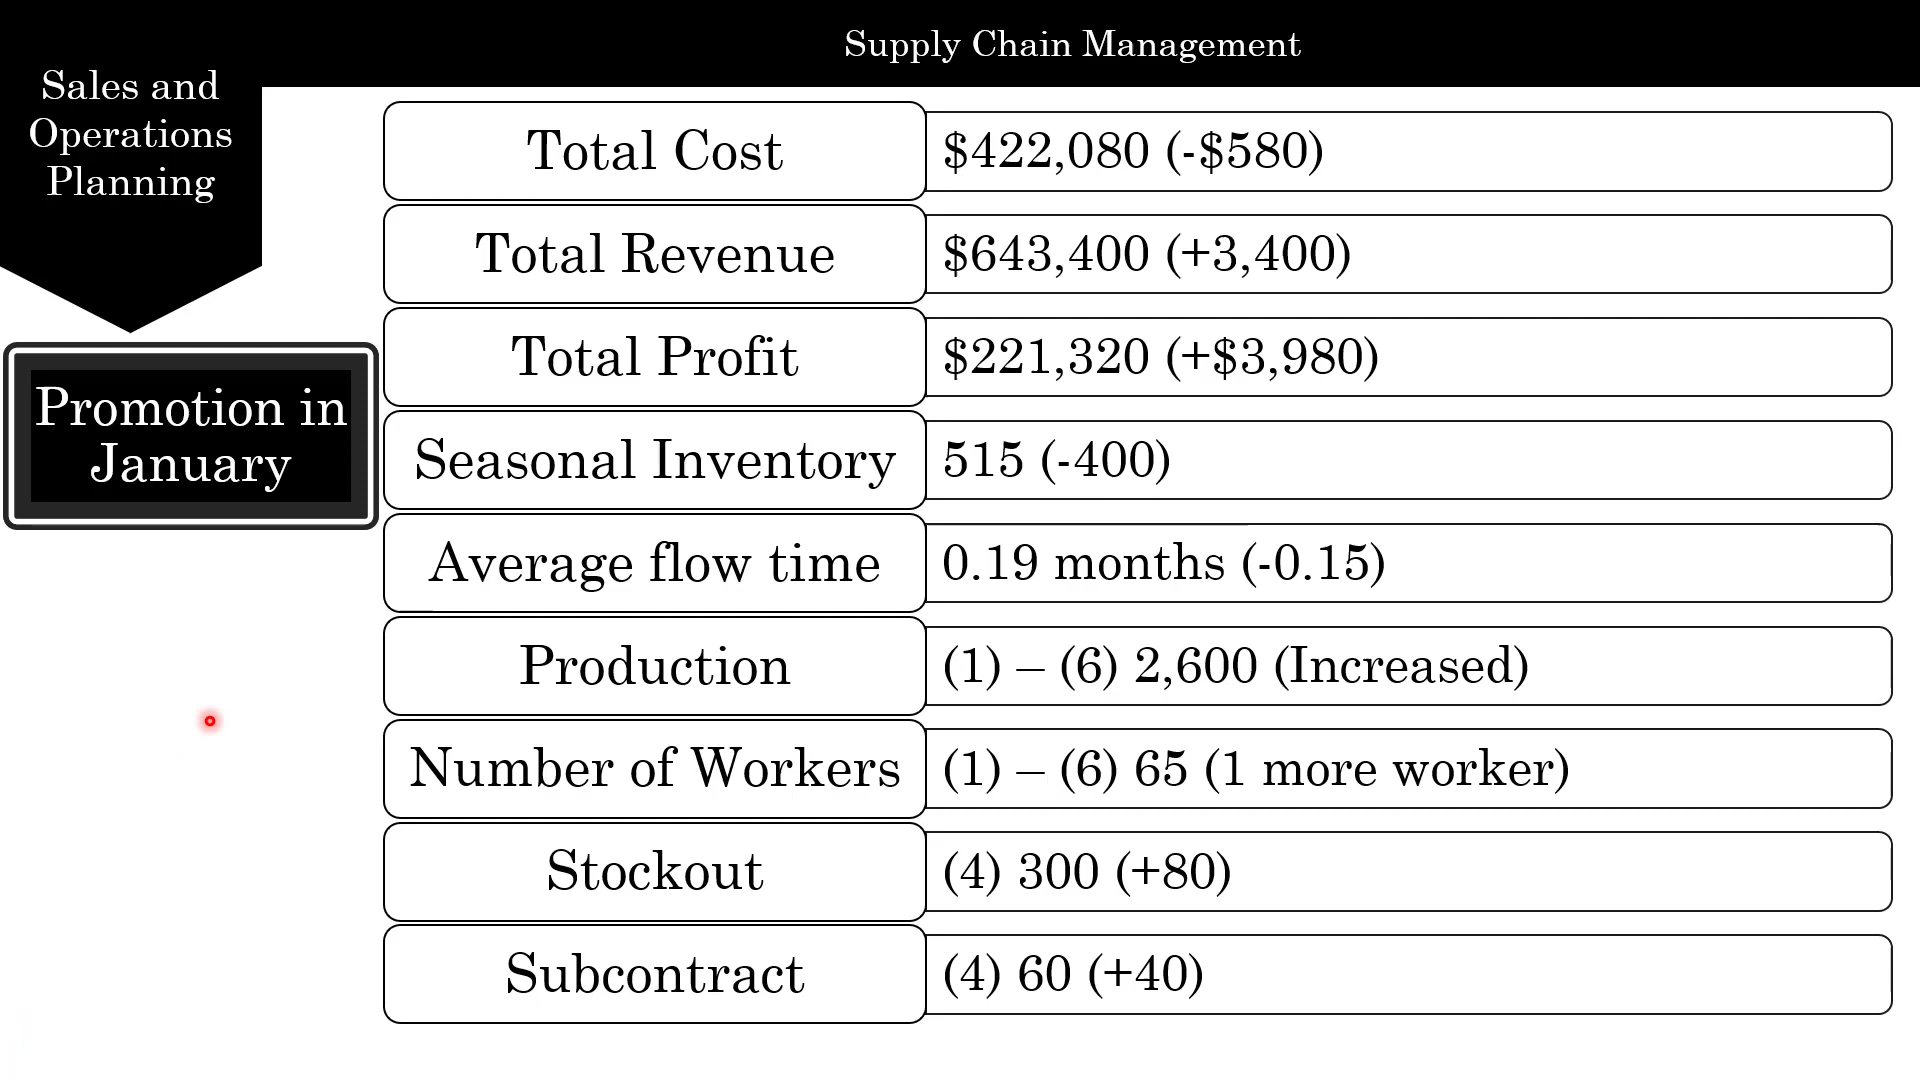 Supply Chain Management
Sales and
Operations
Planning
Promotion in
January
Total Cost
$422,080 (-$580)
Total Revenue
$643,400 (+3,400)
Total Profit
$221,320 (+$3,980)
Seasonal Inventory
515 (-400)
Average flow time
0.19 months (-0.15)
Production
(1) – (6) 2,600 (Increased)
Number of Workers
(1) – (6) 65 (1 more worker)
Stockout
(4) 300 (+80)
Subcontract
(4) 60 (+40)